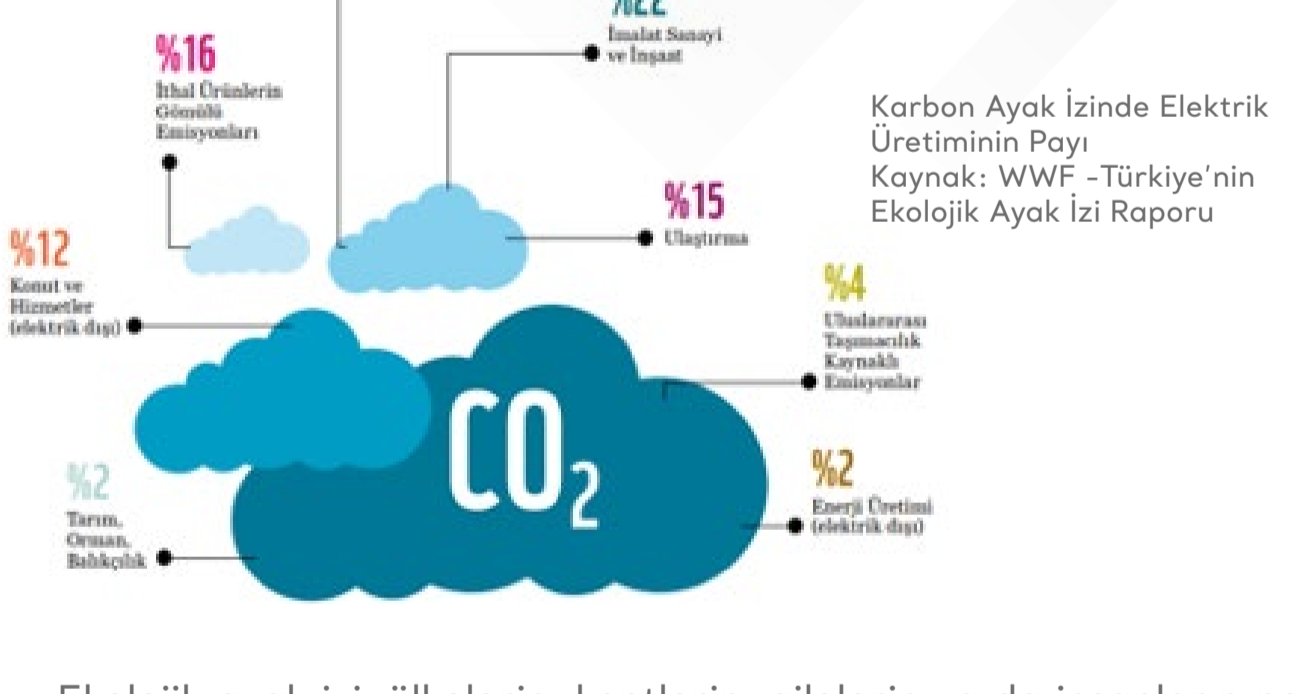 %22
İmalat Sanayi
ve İnşaat
%16
İthal Ürünlerin
Gömülü
Emisyonları
Karbon Ayak İzinde Elektrik
Üretiminin Payı
Kaynak: WWF -Türkiye'nin
Ekolojik Ayak İzi Raporu
%15
Ulaştırma
%12
Konut ve
Hizmetler
(elektrik dışı)
%4
Uluslararası
Taşımacılık
Kaynaklı
Emisyonlar
CO2
%2
Tarım,
Orman,
Balıkçılık
%2
Enerji Üretimi
(elektrik dışı)